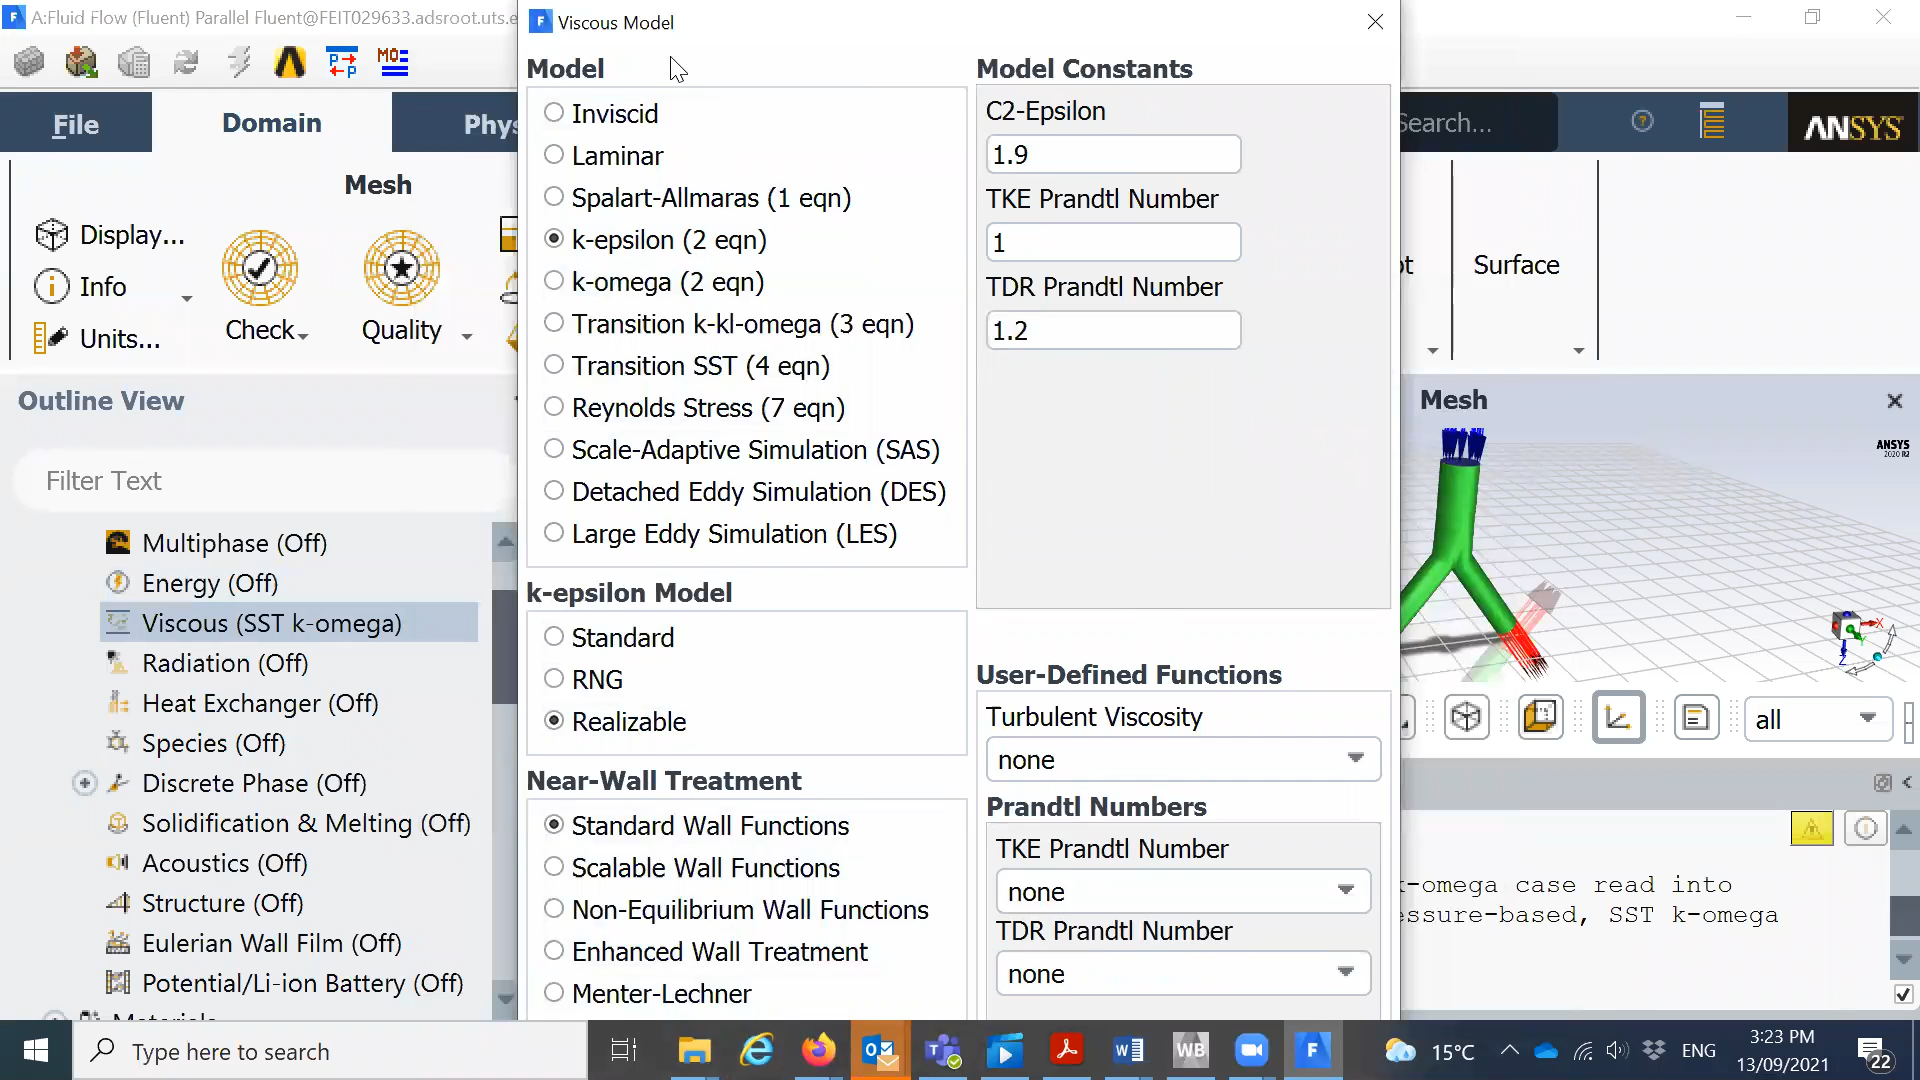 A:Fluid Flow (Fluent) Parallel Fluent@FEIT029633.adsroot.uts.e
Viscous Model
File
Domain
Phys
Search...
ANSYS
Mesh
Display...
Info
Units...
Check
Quality
Surface
Outline View
Filter Text
Multiphase (Off)
Energy (Off)
Viscous (SST k-omega)
Radiation (Off)
Heat Exchanger (Off)
Species (Off)
Discrete Phase (Off)
Solidification & Melting (Off)
Acoustics (Off)
Structure (Off)
Eulerian Wall Film (Off)
Potential/Li-ion Battery (Off)
Model
Inviscid
Laminar
Spalart-Allmaras (1 eqn)
k-epsilon (2 eqn)
k-omega (2 eqn)
Transition k-kl-omega (3 eqn)
Transition SST (4 eqn)
Reynolds Stress (7 eqn)
Scale-Adaptive Simulation (SAS)
Detached Eddy Simulation (DES)
Large Eddy Simulation (LES)
k-epsilon Model
Standard
RNG
Realizable
Near-Wall Treatment
Standard Wall Functions
Scalable Wall Functions
Non-Equilibrium Wall Functions
Enhanced Wall Treatment
Menter-Lechner
Model Constants
C2-Epsilon
1.9
TKE Prandtl Number
1
TDR Prandtl Number
1.2
User-Defined Functions
Turbulent Viscosity
none
Prandtl Numbers
TKE Prandtl Number
none
TDR Prandtl Number
none
Mesh
ANSYS
2020 R2
X
Z
all
k-omega case read into
essure-based, SST k-omega
Type here to search
WB
15°C
ENG
3:23 PM
13/09/2021
22